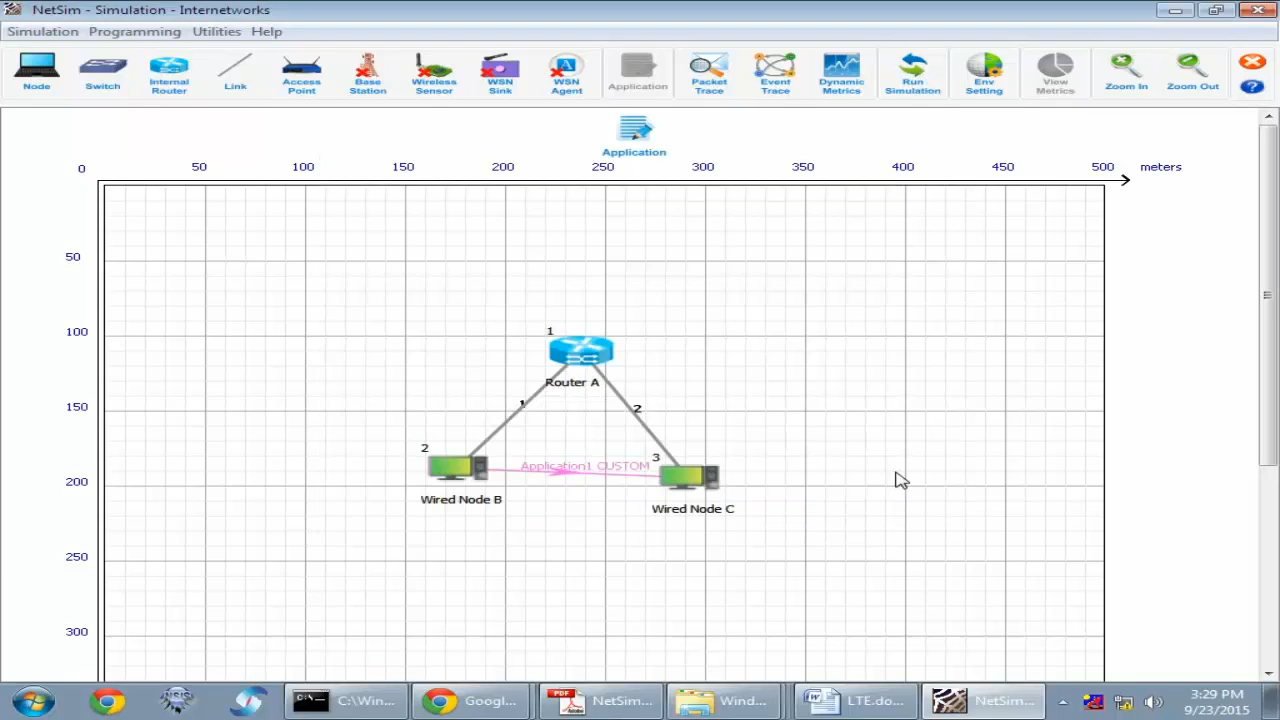 NetSim - Simulation - Internetworks
Simulation Programming Utilities Help
Node
Switch
Internal
Router
Link
Access
Point
Base
Station
Wireless
Sensor
WSN
Sink
WSN
Agent
Application
Packet
Trace
Event
Trace
Dynamic
Metrics
Run
Simulation
Env
Setting
View
Metrics
Zoom In
Zoom Out
Application
0 50 100 150 200 250 300 350 400 450 500 meters
50
100
150
200
250
300
1
Router A
1
2
2
3
Application1 CUSTOM
Wired Node B
Wired Node C
C:\Win...
Googl...
PDF
NetSim...
Wind...
LTE.do...
NetSim...
3:29 PM
9/23/2015